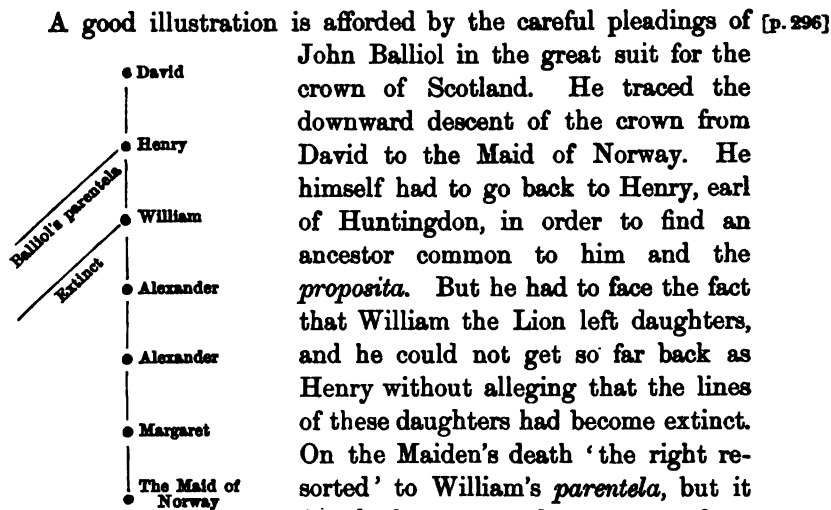 A good illustration is afforded by the careful pleadings of [p. 296]
John Balliol in the great suit for the
crown of Scotland. He traced the
downward descent of the crown from
David to the Maid of Norway. He
himself had to go back to Henry, earl
of Huntingdon, in order to find an
ancestor common to him and the
proposita. But he had to face the fact
that William the Lion left daughters,
and he could not get so far back as
Henry without alleging that the lines
of these daughters had become extinct.
On the Maiden's death ‘the right re-
sorted’ to William's parentela, but it
David
Henry
Balliol's parentela
William
Extinct
Alexander
Alexander
Margaret
The Maid of
Norway